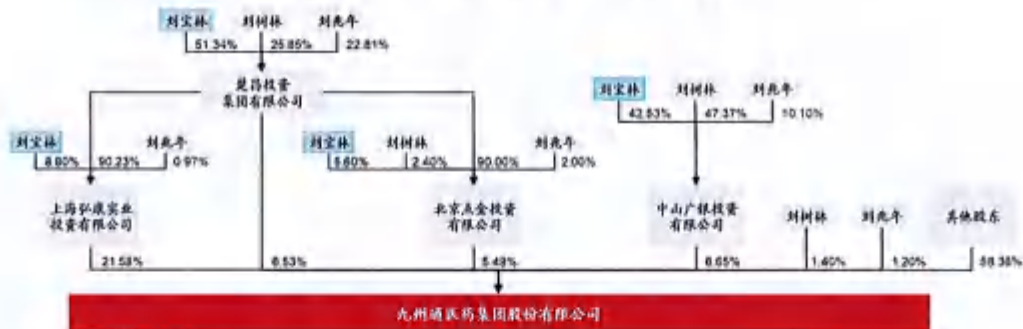 刘宝林 刘树林 刘兆年
51.34% 25.85% 22.81%
楚昌投资
集团有限公司
刘宝林 刘树林 刘兆年
42.53% 47.37% 10.10%
刘宝林 刘兆年
8.80% 90.23% 0.97%
刘宝林 刘树林 刘兆年
5.60% 2.40% 90.00% 2.00%
上海弘康实业
投资有限公司
北京点金投资
有限公司
中山广银投资
有限公司
刘树林
刘兆年
其他股东
21.58% 6.53% 5.49% 6.65% 1.40% 1.20%
九州通医药集团股份有限公司